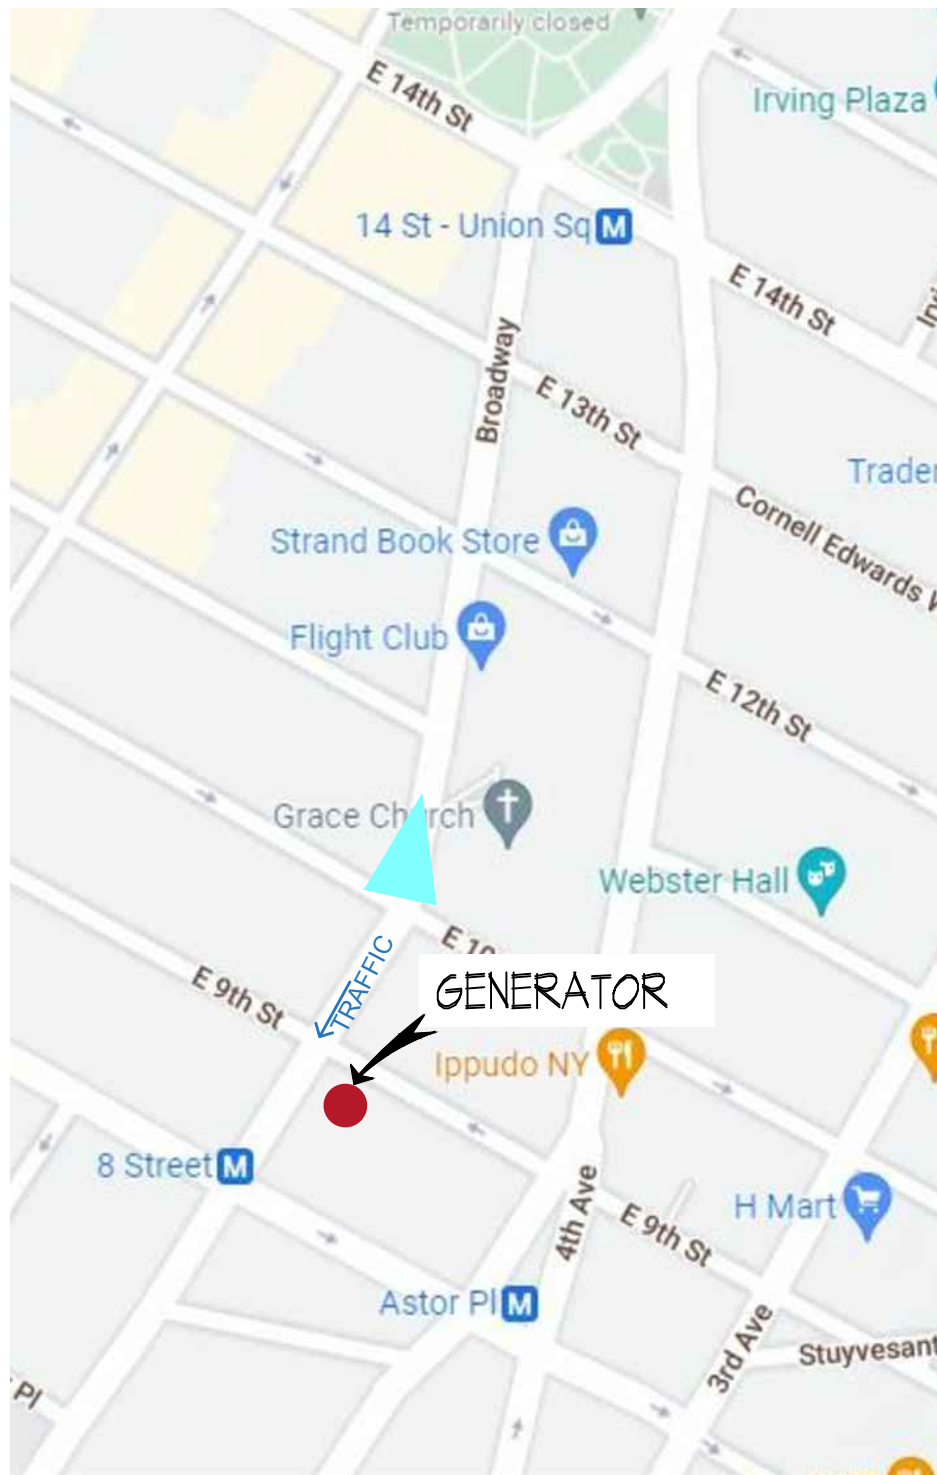 Temporarily closed
E 14th St
Irving Plaza
14 St - Union Sq M
E 14th St
Broadway
E 13th St
Trader
Cornell Edwards
Strand Book Store
Flight Club
E 12th St
Grace Church
Webster Hall
E 10
TRAFFIC
GENERATOR
E 9th St
Ippudo NY
8 Street M
4th Ave
H Mart
E 9th St
Astor Pl M
3rd Ave
Stuyvesant
Pl